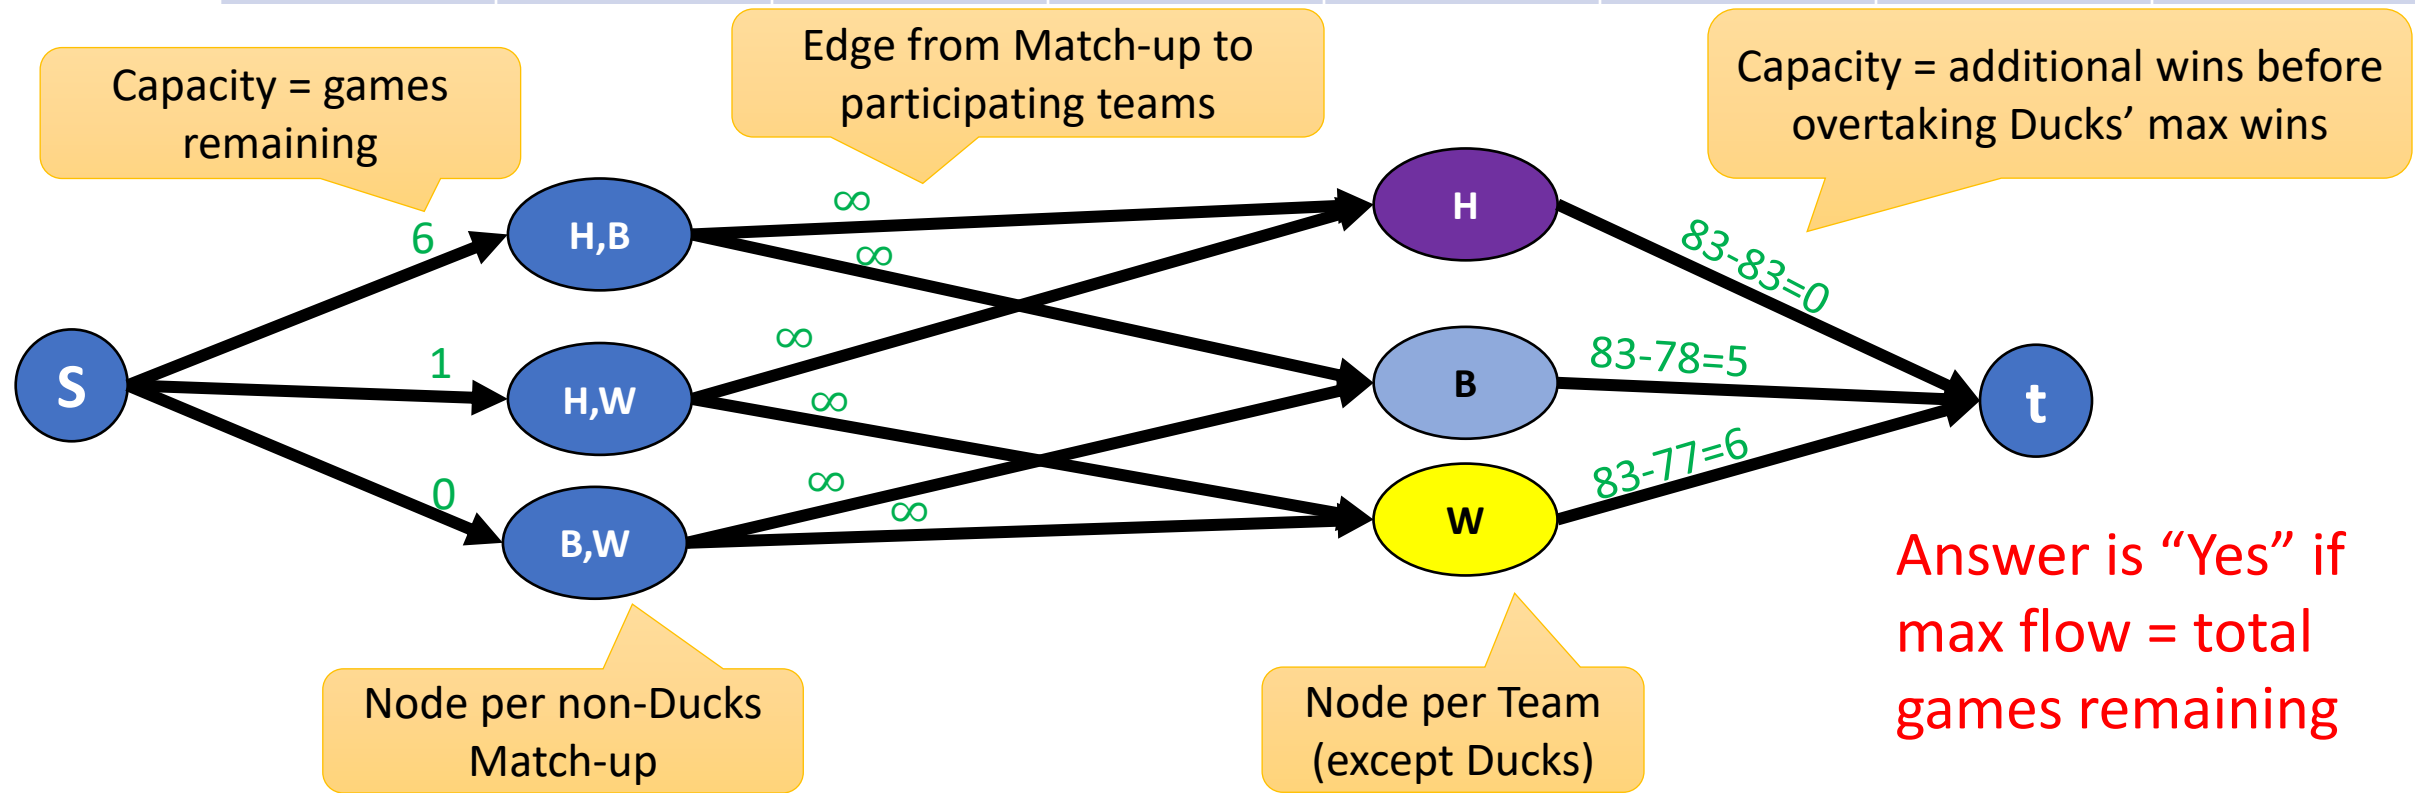 Capacity = games
remaining
Edge from Match-up to
participating teams
Capacity = additional wins before
overtaking Ducks’ max wins
6
1
0
S
H,B
H,W
B,W
∞
∞
∞
∞
∞
∞
H
B
W
83-83=0
83-78=5
83-77=6
t
Node per non-Ducks
Match-up
Node per Team
(except Ducks)
Answer is “Yes” if
max flow = total
games remaining